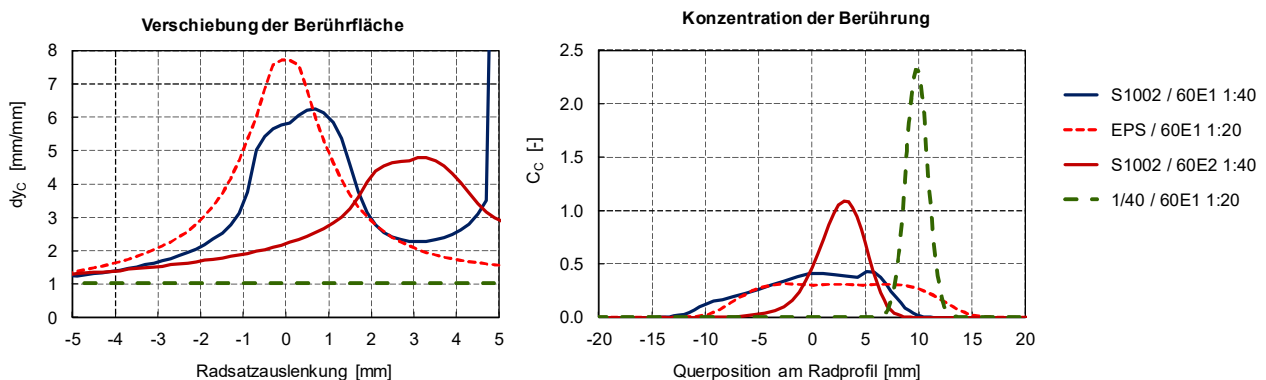 Verschiebung der Berührfläche
dy_C [mm/mm]
8
7
6
5
4
3
2
1
0
-5 -4 -3 -2 -1 0 1 2 3 4 5
Radsatzauslenkung [mm]
Konzentration der Berührung
C_C [-]
2.5
2.0
1.5
1.0
0.5
0.0
-20 -15 -10 -5 0 5 10 15 20
Querposition am Radprofil [mm]
S1002 / 60E1 1:40
EPS / 60E1 1:20
S1002 / 60E2 1:40
1/40 / 60E1 1:20